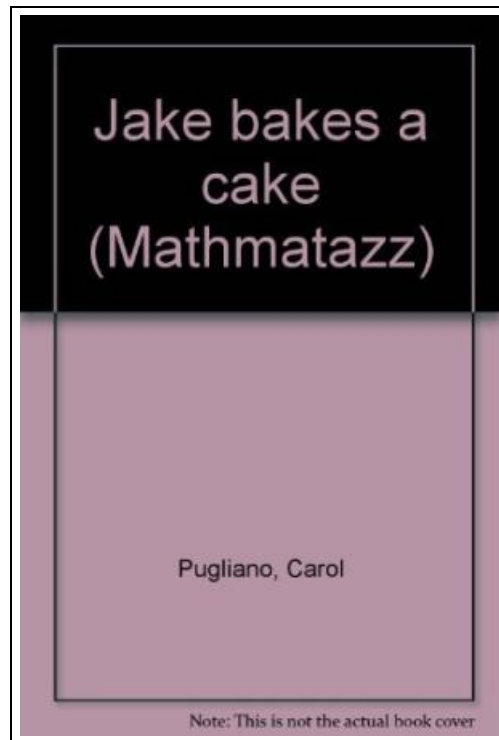 Jake bakes a
cake
(Mathmatazz)
Pugliano, Carol
Note: This is not the actual book cover